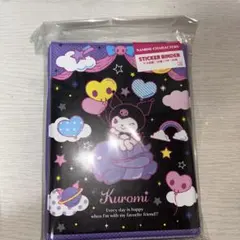 SANRIO CHARACTERS
STICKER BINDER
Kuromi
Every day is happy
when I'm with my favorite friend!!